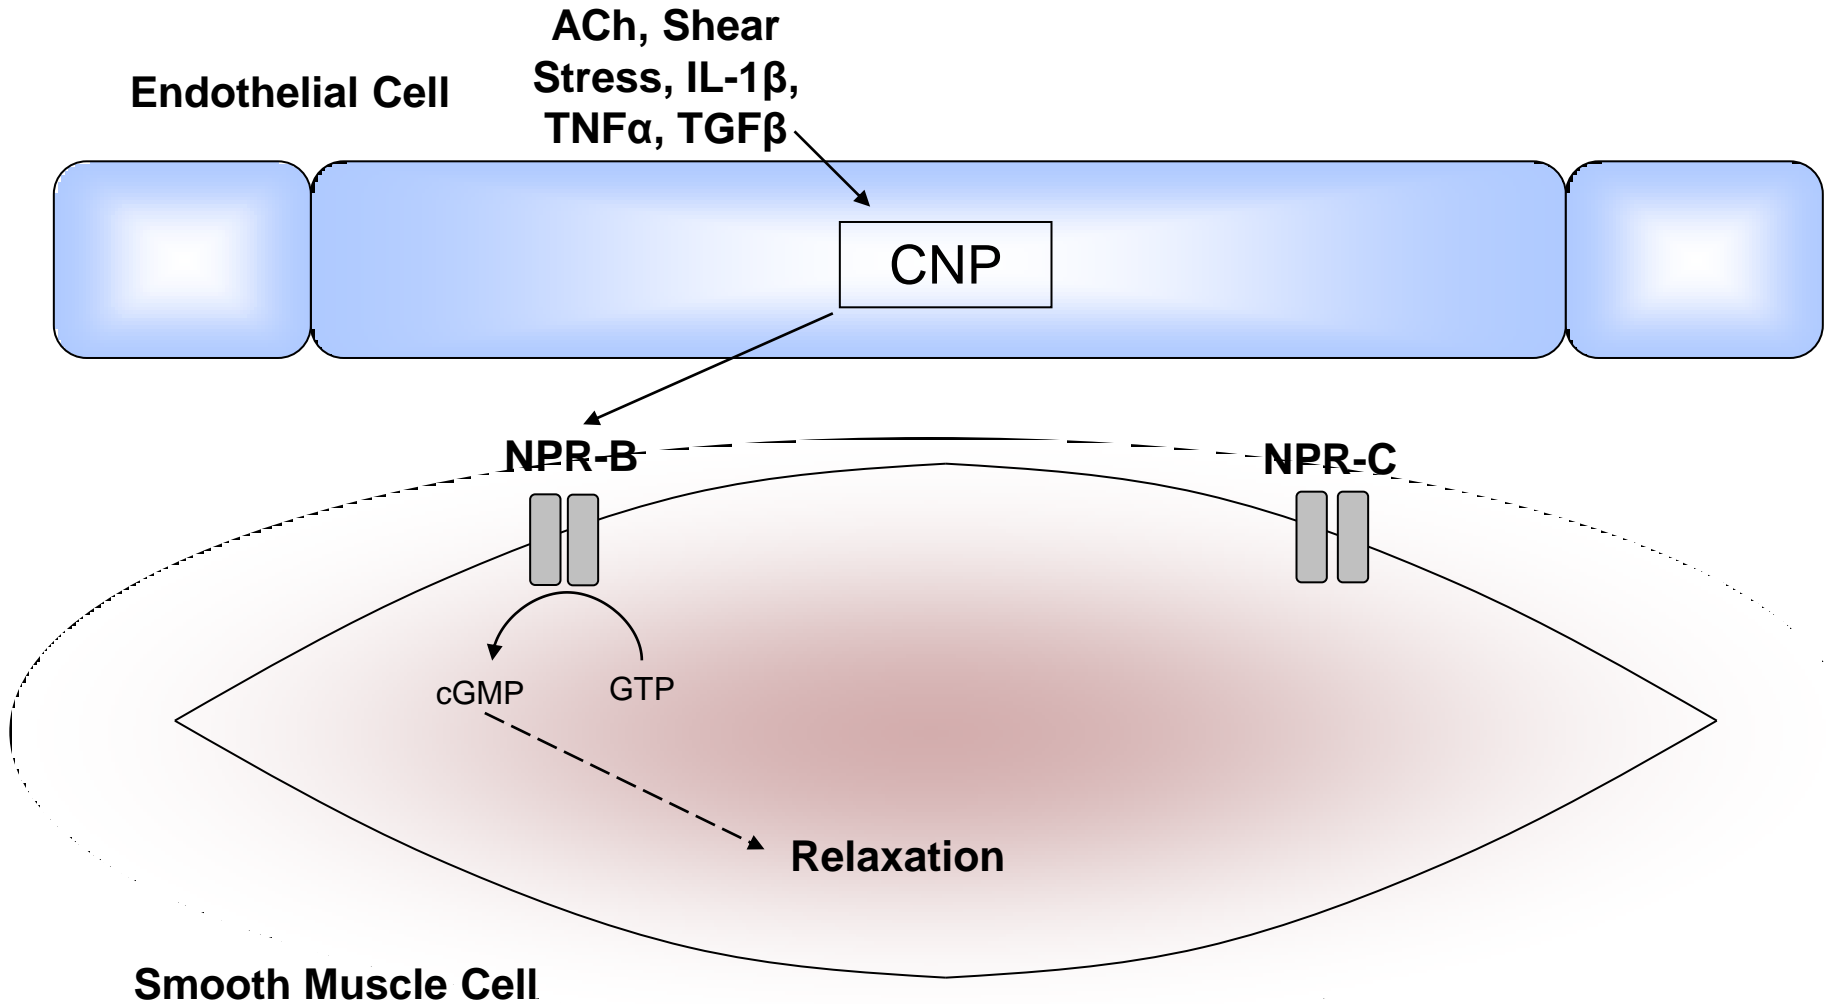 ACh, Shear
Stress, IL-1β,
TNFα, TGFβ
Endothelial Cell
CNP
NPR-B
NPR-C
cGMP
GTP
Relaxation
Smooth Muscle Cell